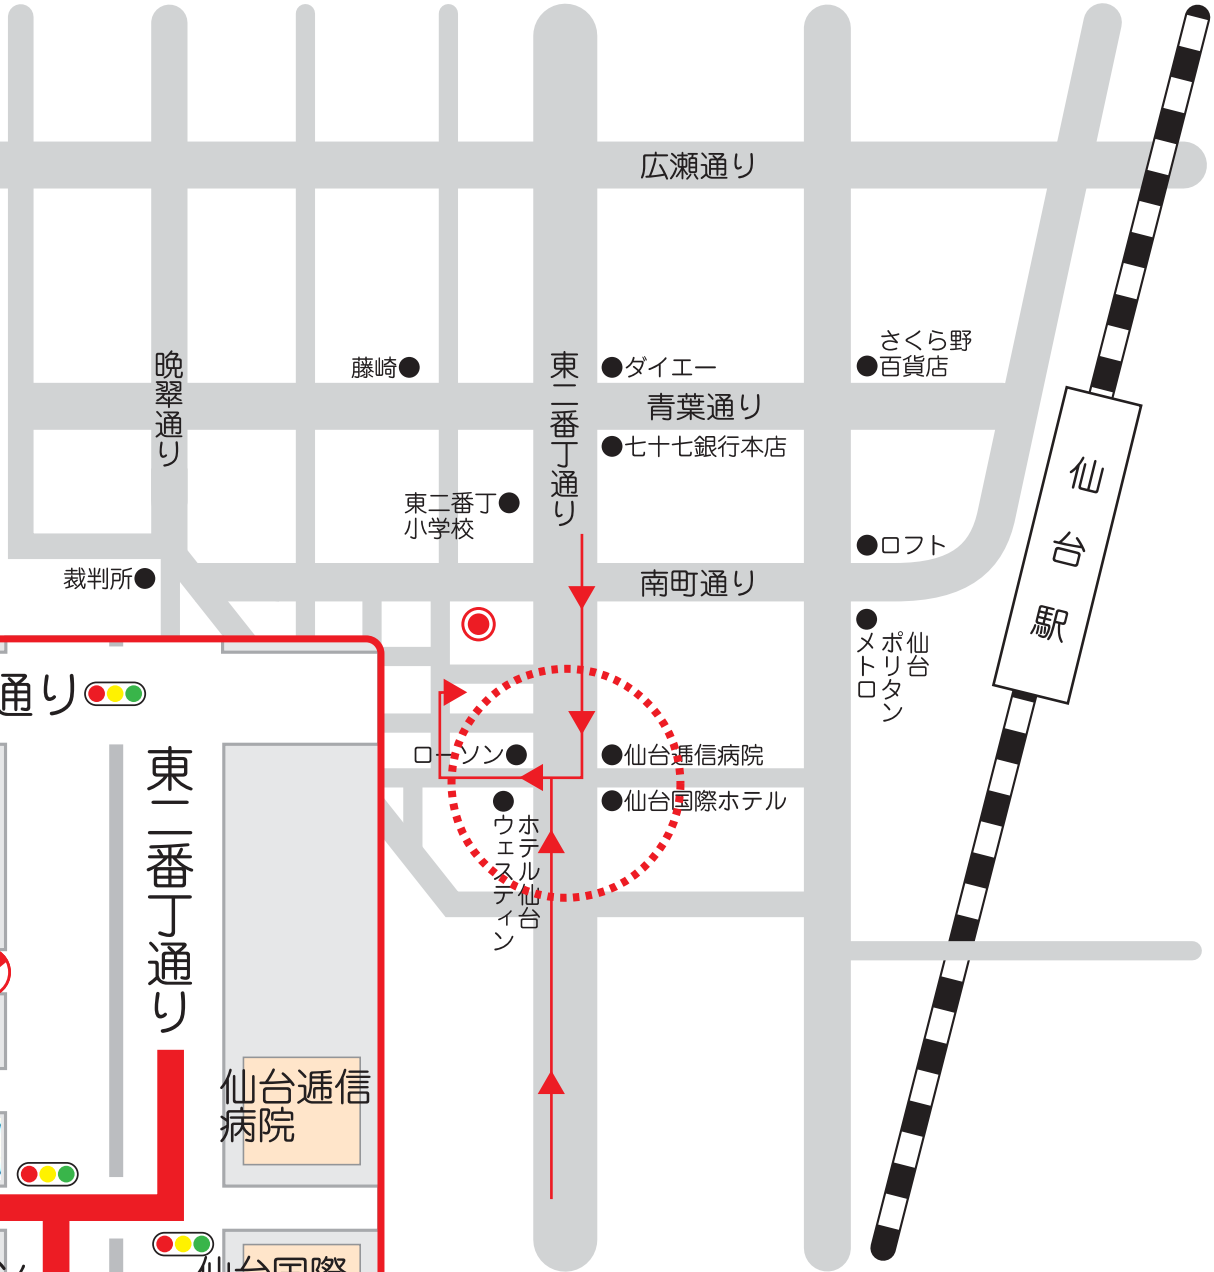 広瀬通り
晩翠通り
藤崎
東二番丁通り
ダイエー
さくら野
百貨店
青葉通り
七十七銀行本店
東二番丁
小学校
仙台駅
ロフト
裁判所
南町通り
仙台
ポリタン
メトロ
通り
東二番丁通り
ローソン
仙台逓信病院
仙台国際ホテル
ホテル仙台
ウェスティン
仙台逓信
病院
仙台国際
ン